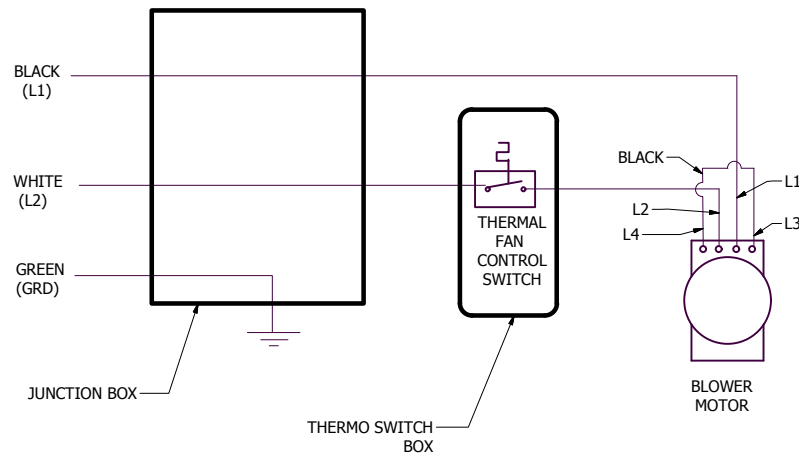 BLACK
(L1)
WHITE
(L2)
GREEN
(GRD)
JUNCTION BOX
THERMAL
FAN
CONTROL
SWITCH
THERMO SWITCH
BOX
BLACK
L1
L2
L4
L3
BLOWER
MOTOR